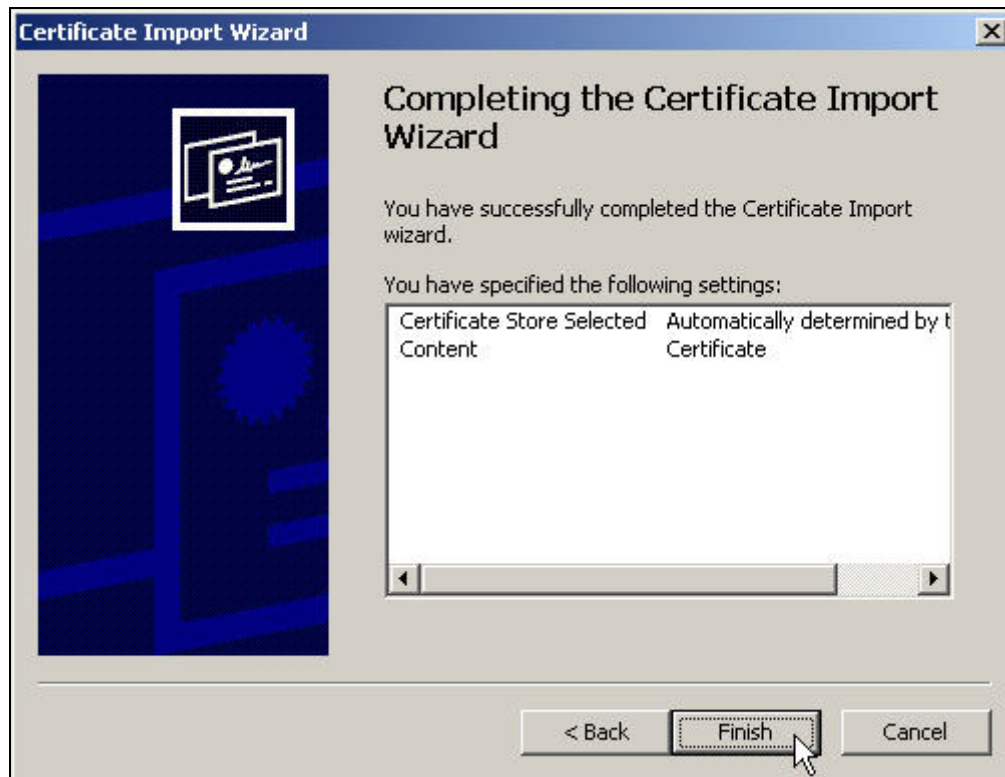 Certificate Import Wizard
Completing the Certificate Import
Wizard
You have successfully completed the Certificate Import
wizard.
You have specified the following settings:
Certificate Store Selected Automatically determined by t
Content Certificate
< Back Finish Cancel